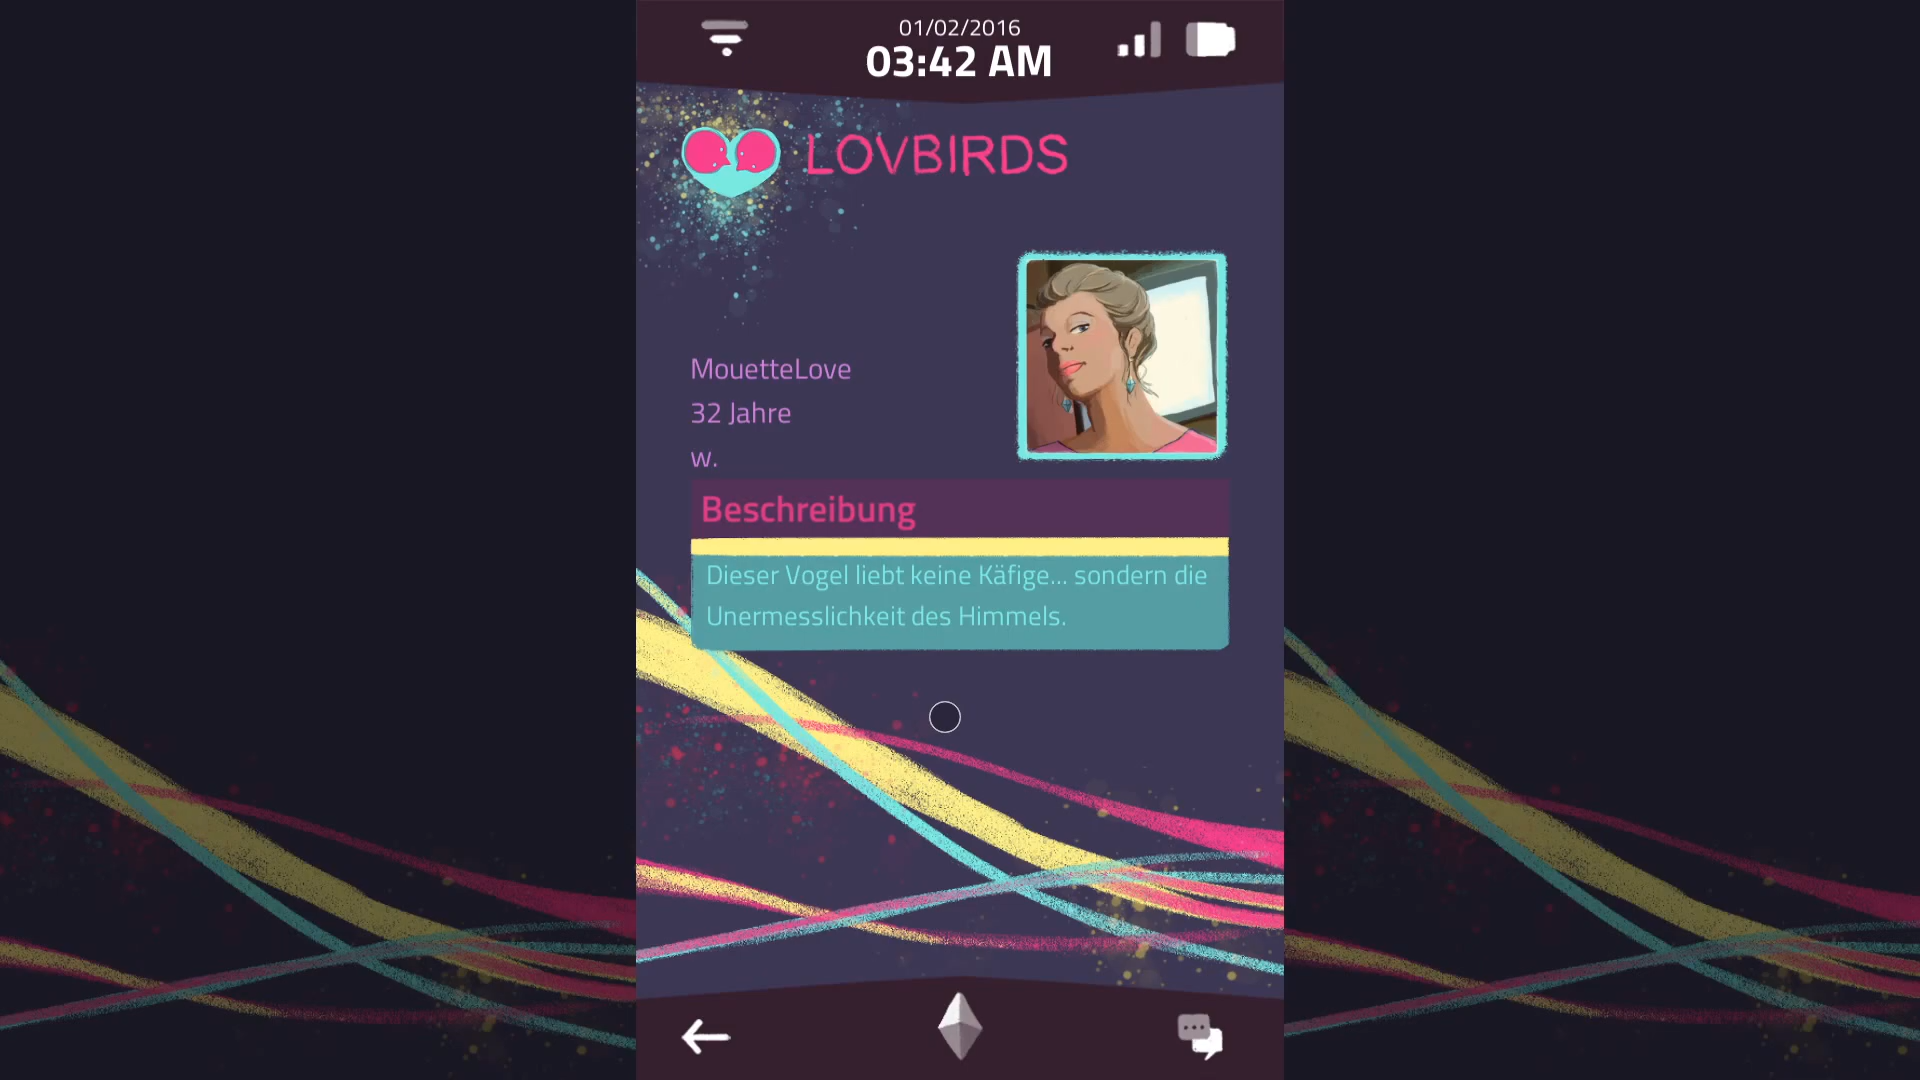 01/02/2016
03:42 AM
LOVBIRDS
MouetteLove
32 Jahre
w.
Beschreibung
Dieser Vogel liebt keine Käfige... sondern die
Unermesslichkeit des Himmels.